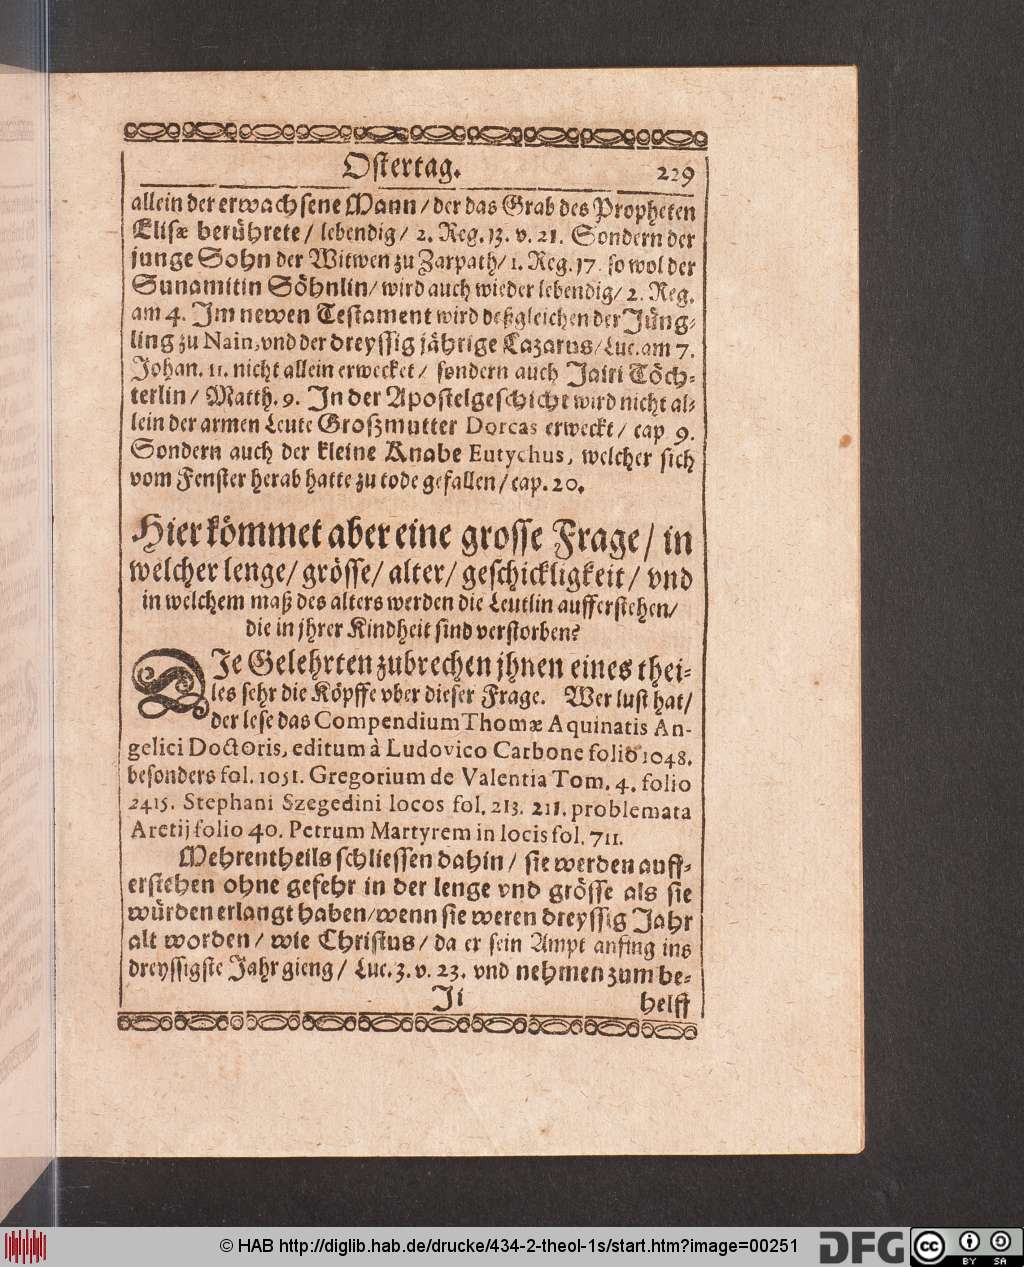 Ostertag. 229
allein der erwachsene Mann / der das Grab des Propheten
Elisæ berührete / lebendig / 2. Reg. 13. v. 21. Sondern der
junge Sohn der Witwen zu Zarpath / 1. Reg. 17. so wol der
Sunamitin Söhnlin / wird auch wieder lebendig / 2. Reg.
am 4. Im newen Testament wird deßgleichen der Jüng-
ling zu Nain, vnd der dreyssig jährige Lazarus / Luc. am 7.
Johan. 11. nicht allein erwecket / sondern auch Jairi Töch-
terlin / Matth. 9. In der Apostelgeschicht wird nicht al-
lein der armen Leute Großmutter Dorcas erweckt / cap 9.
Sondern auch der kleine Knabe Eutychus, welcher sich
vom Fenster herab hatte zu tode gefallen / cap. 20.
Hier kömmet aber eine grosse Frage / in
welcher lenge / grösse / alter / geschickligkeit / vnd
in welchem maß des alters werden die Leutlin aufferstehen /
die in jhrer Kindheit sind verstorben?
DIe Gelehrten zubrechen jhnen eines thei-
les sehr die Köpffe vber dieser Frage. Wer lust hat /
der lese das Compendium Thomæ Aquinatis An-
gelici Doctoris, editum à Ludovico Carbone folio 1048.
besonders fol. 1051. Gregorium de Valentia Tom. 4. folio
2415. Stephani Szegedini locos fol. 213. 211. problemata
Aretij folio 40. Petrum Martyrem in locis fol. 711.
Mehrentheils schliessen dahin / sie werden auff-
erstehen ohne gefehr in der lenge vnd grösse als sie
würden erlangt haben / wenn sie weren dreyssig Jahr
alt worden / wie Christus / da er sein Ampt anfing ins
dreyssigste Jahr gieng / Luc. 3. v. 23. vnd nehmen zum be-
Ji helff
© HAB http://diglib.hab.de/drucke/434-2-theol-1s/start.htm?image=00251
DFG cc BY SA